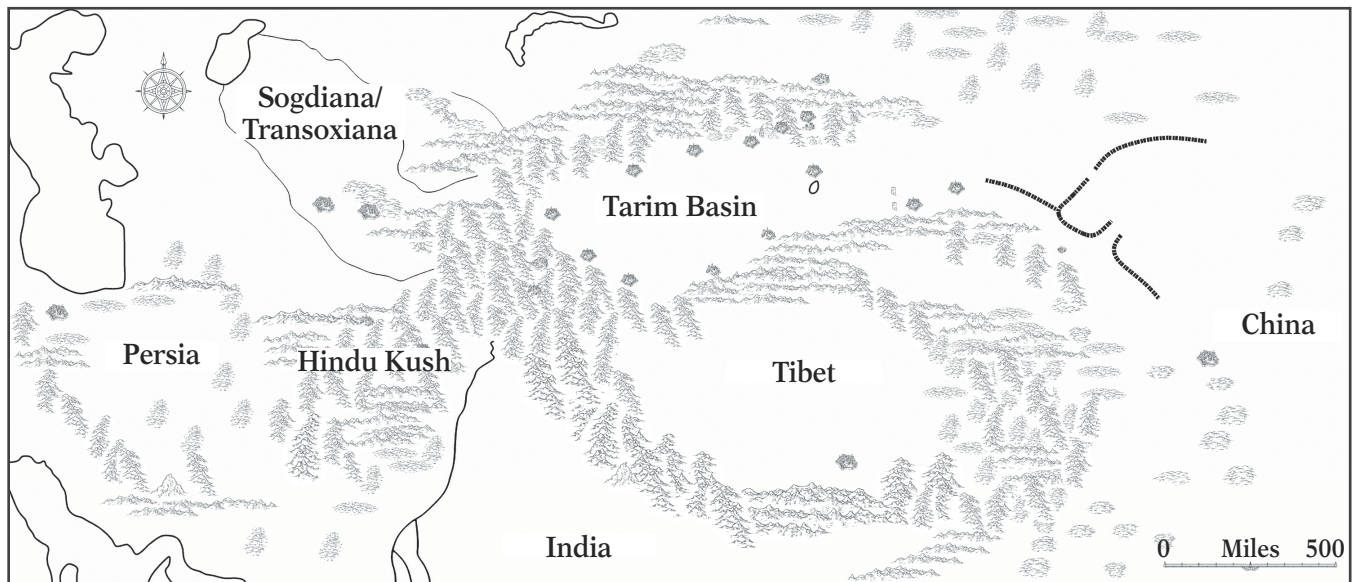 Sogdiana/
Transoxiana
Tarim Basin
China
Persia
Hindu Kush
Tibet
India
0 Miles 500